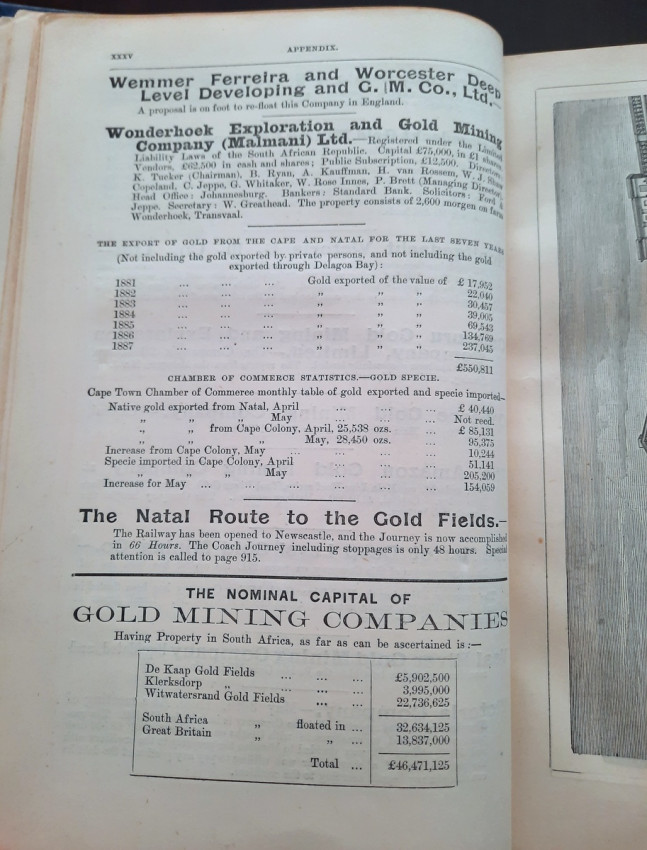 xxxv APPENDIX.
Wemmer Ferreira and Worcester Deep
Level Developing and G. M. Co., Ltd.—
A proposal is on foot to re-float this Company in England.
Wonderhoek Exploration and Gold Mining
Company (Malmani) Ltd.—Registered under the Limited
Liability Laws of the South African Republic. Capital £75,000, in £1 shares
Vendors, £62,500 in cash and shares; Public Subscription, £12,500. Directors
K. Tucker (Chairman), B. Ryan, A. Kauffman, H. van Rossem, W. J.
Copeland, C. Jeppe, G. Whitaker, W. Rose Innes, P. Brett (Managing Director
Head Office: Johannesburg. Bankers: Standard Bank. Solicitors: Ford &
Jeppe. Secretary: W. Greathead. The property consists of 2,600 morgen on farm
Wonderhoek, Transvaal.
THE EXPORT OF GOLD FROM THE CAPE AND NATAL FOR THE LAST SEVEN YEARS
(Not including the gold exported by private persons, and not including the gold
exported through Delagoa Bay):
1881 ... ... ... Gold exported of the value of £ 17,952
1882 ... ... ... „ „ „ 22,040
1883 ... ... ... „ „ „ 30,457
1884 ... ... ... „ „ „ 39,005
1885 ... ... ... „ „ „ 69,543
1886 ... ... ... „ „ „ 134,769
1887 ... ... ... „ „ „ 237,045
£550,811
CHAMBER OF COMMERCE STATISTICS.—GOLD SPECIE.
Cape Town Chamber of Commerce monthly table of gold exported and specie imported—
Native gold exported from Natal, April ... ... ... £ 40,440
„ „ „ May ... ... ... Not recd.
„ „ from Cape Colony, April, 25,538 ozs. ... £ 85,131
„ „ „ „ May, 28,450 ozs. ... 95,375
Increase from Cape Colony, May ... ... ... ... 10,244
Specie imported in Cape Colony, April ... ... ... 51,141
„ „ „ May ... ... ... 205,200
Increase for May ... ... ... ... ... ... 154,059
The Natal Route to the Gold Fields.—
The Railway has been opened to Newcastle, and the Journey is now accomplished
in 66 Hours. The Coach Journey including stoppages is only 48 hours. Special
attention is called to page 915.
THE NOMINAL CAPITAL OF
GOLD MINING COMPANIES
Having Property in South Africa, as far as can be ascertained is:—
De Kaap Gold Fields ... ... ... £5,902,500
Klerksdorp „ ... ... ... 3,995,000
Witwatersrand Gold Fields ... ... 22,736,625
South Africa „ floated in ... 32,634,125
Great Britain „ „ ... 13,837,000
Total ... £46,471,125